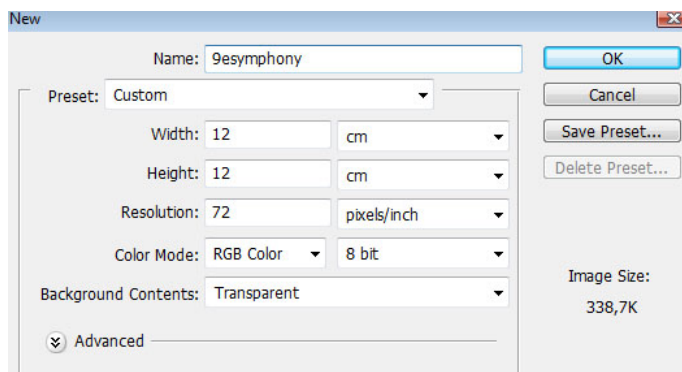 New
Name: 9esymphony
OK
Preset: Custom
Cancel
Width: 12 cm
Save Preset...
Height: 12 cm
Delete Preset...
Resolution: 72 pixels/inch
Color Mode: RGB Color 8 bit
Background Contents: Transparent
Image Size:
338,7K
Advanced